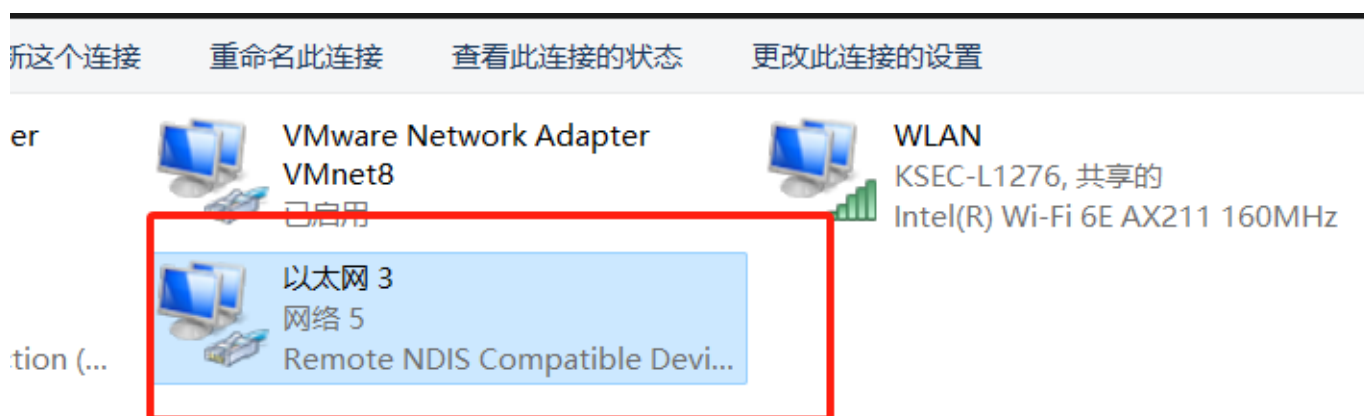 这个连接 重命名此连接 查看此连接的状态 更改此连接的设置
er
VMware Network Adapter
VMnet8
已启用
WLAN
KSEC-L1276, 共享的
Intel(R) Wi-Fi 6E AX211 160MHz
tion (...
以太网 3
网络 5
Remote NDIS Compatible Devi...